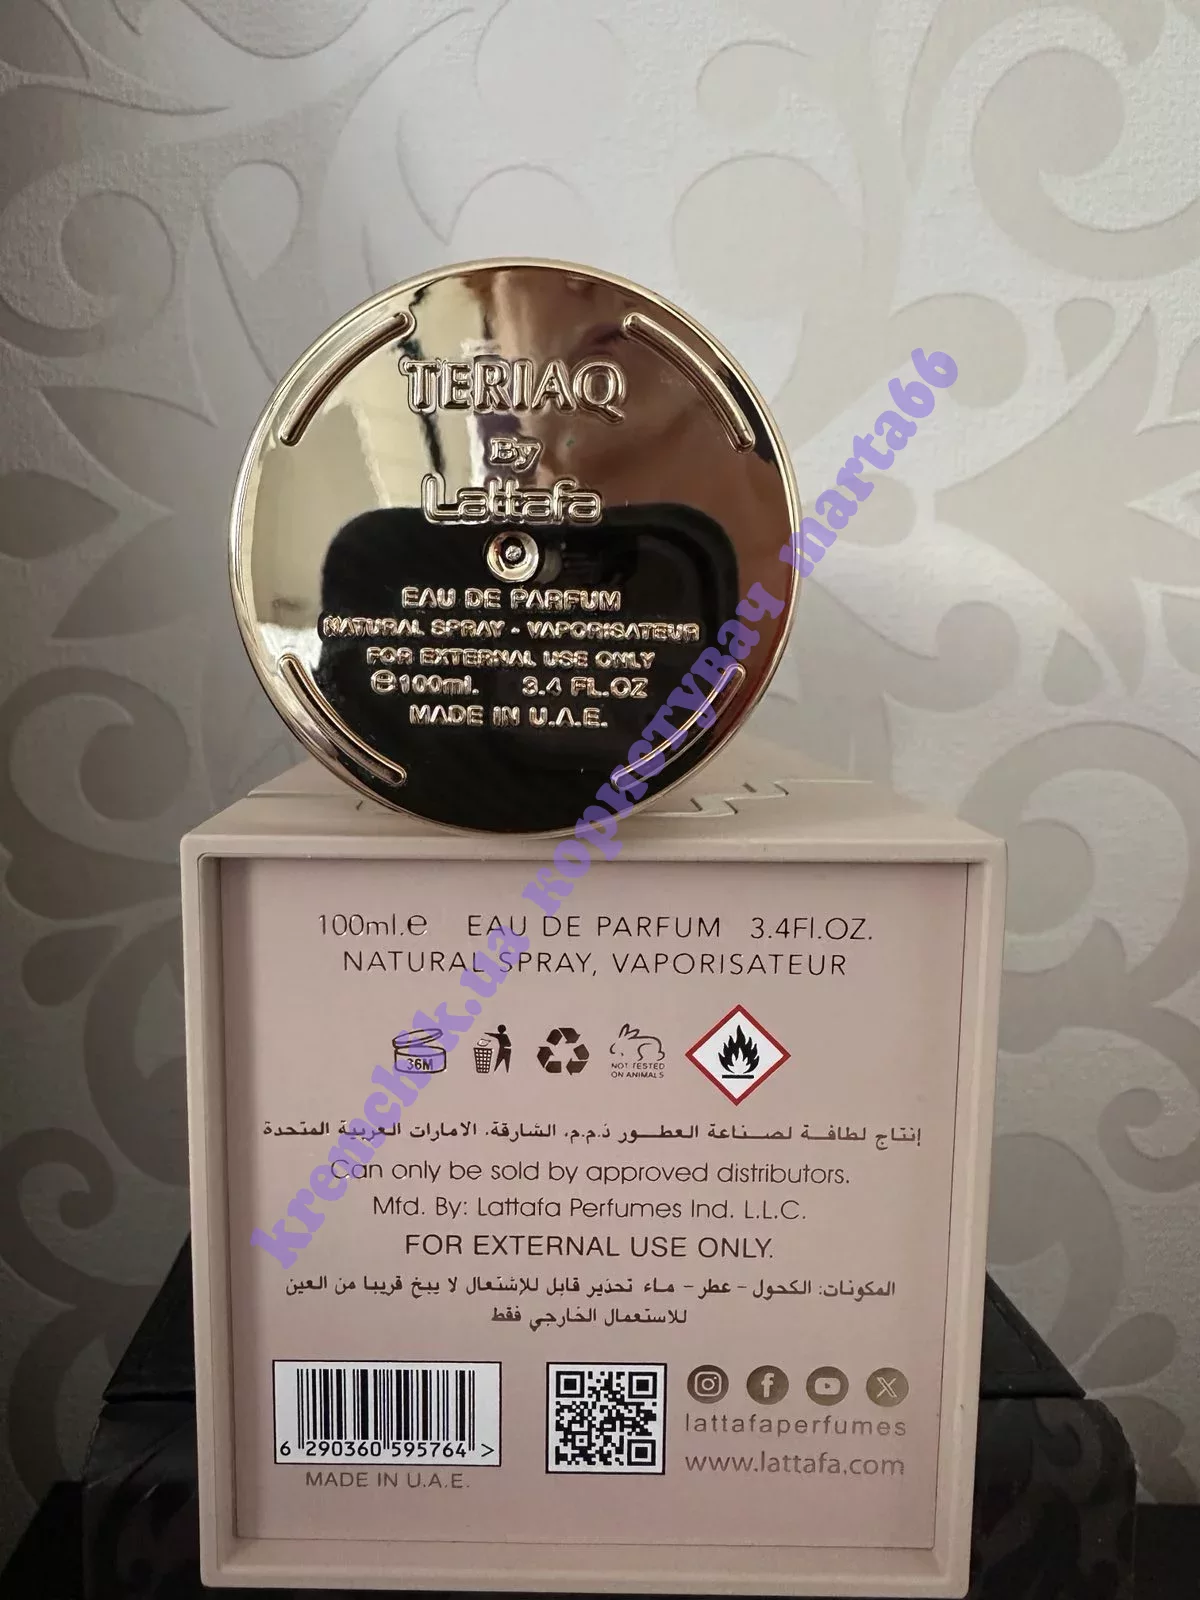 TERIAQ
By
Lattafa
EAU DE PARFUM
NATURAL SPRAY - VAPORISATEUR
FOR EXTERNAL USE ONLY
℮100ml. 3.4 FL.OZ
MADE IN U.A.E.
100ml.℮ EAU DE PARFUM 3.4Fl.OZ.
NATURAL SPRAY, VAPORISATEUR
36M
NOT TESTED
ON ANIMALS
إنتاج لطافة لصناعة العطور ذ.م.م. الشارقة، الامارات العربية المتحدة
Can only be sold by approved distributors.
Mfd. By: Lattafa Perfumes Ind. L.L.C.
FOR EXTERNAL USE ONLY.
المكونات: الكحول - عطر - ماء تحذير قابل للإشتعال لا يبخ قريبا من العين
للاستعمال الخارجي فقط
6 290360 595764 >
MADE IN U.A.E.
lattafaperfumes
www.lattafa.com
kremchik.ua користувач marta66